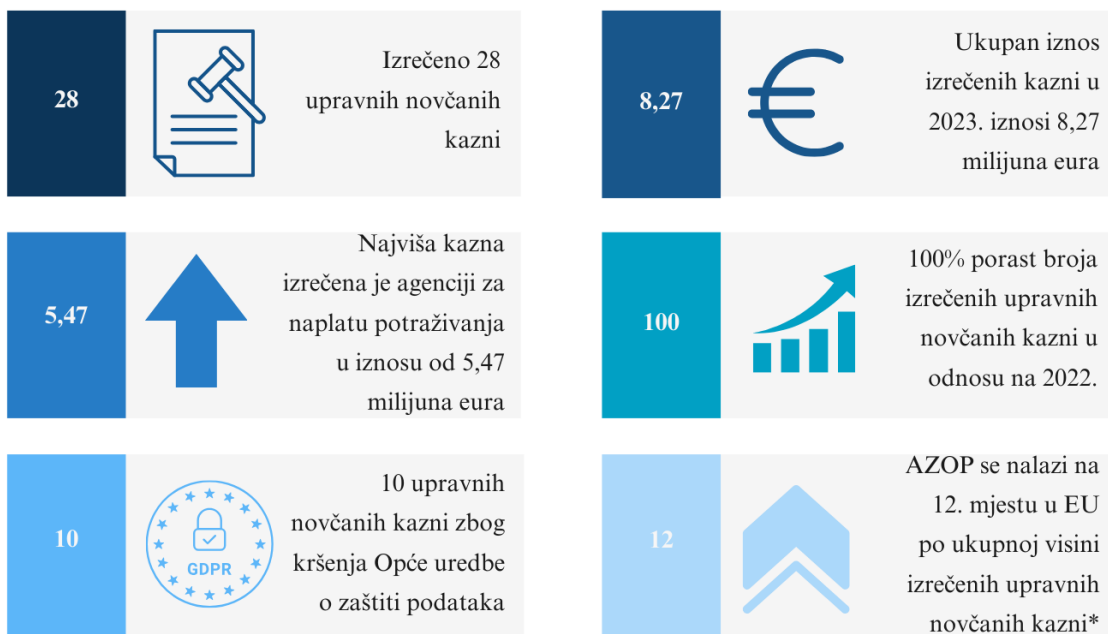 28
Izrečeno 28
upravnih novčanih
kazni
8,27
Ukupan iznos
izrečenih kazni u
2023. iznosi 8,27
milijuna eura
5,47
Najviša kazna
izrečena je agenciji za
naplatu potraživanja
u iznosu od 5,47
milijuna eura
100
100% porast broja
izrečenih upravnih
novčanih kazni u
odnosu na 2022.
10
GDPR
10 upravnih
novčanih kazni zbog
kršenja Opće uredbe
o zaštiti podataka
12
AZOP se nalazi na
12. mjestu u EU
po ukupnoj visini
izrečenih upravnih
novčanih kazni*